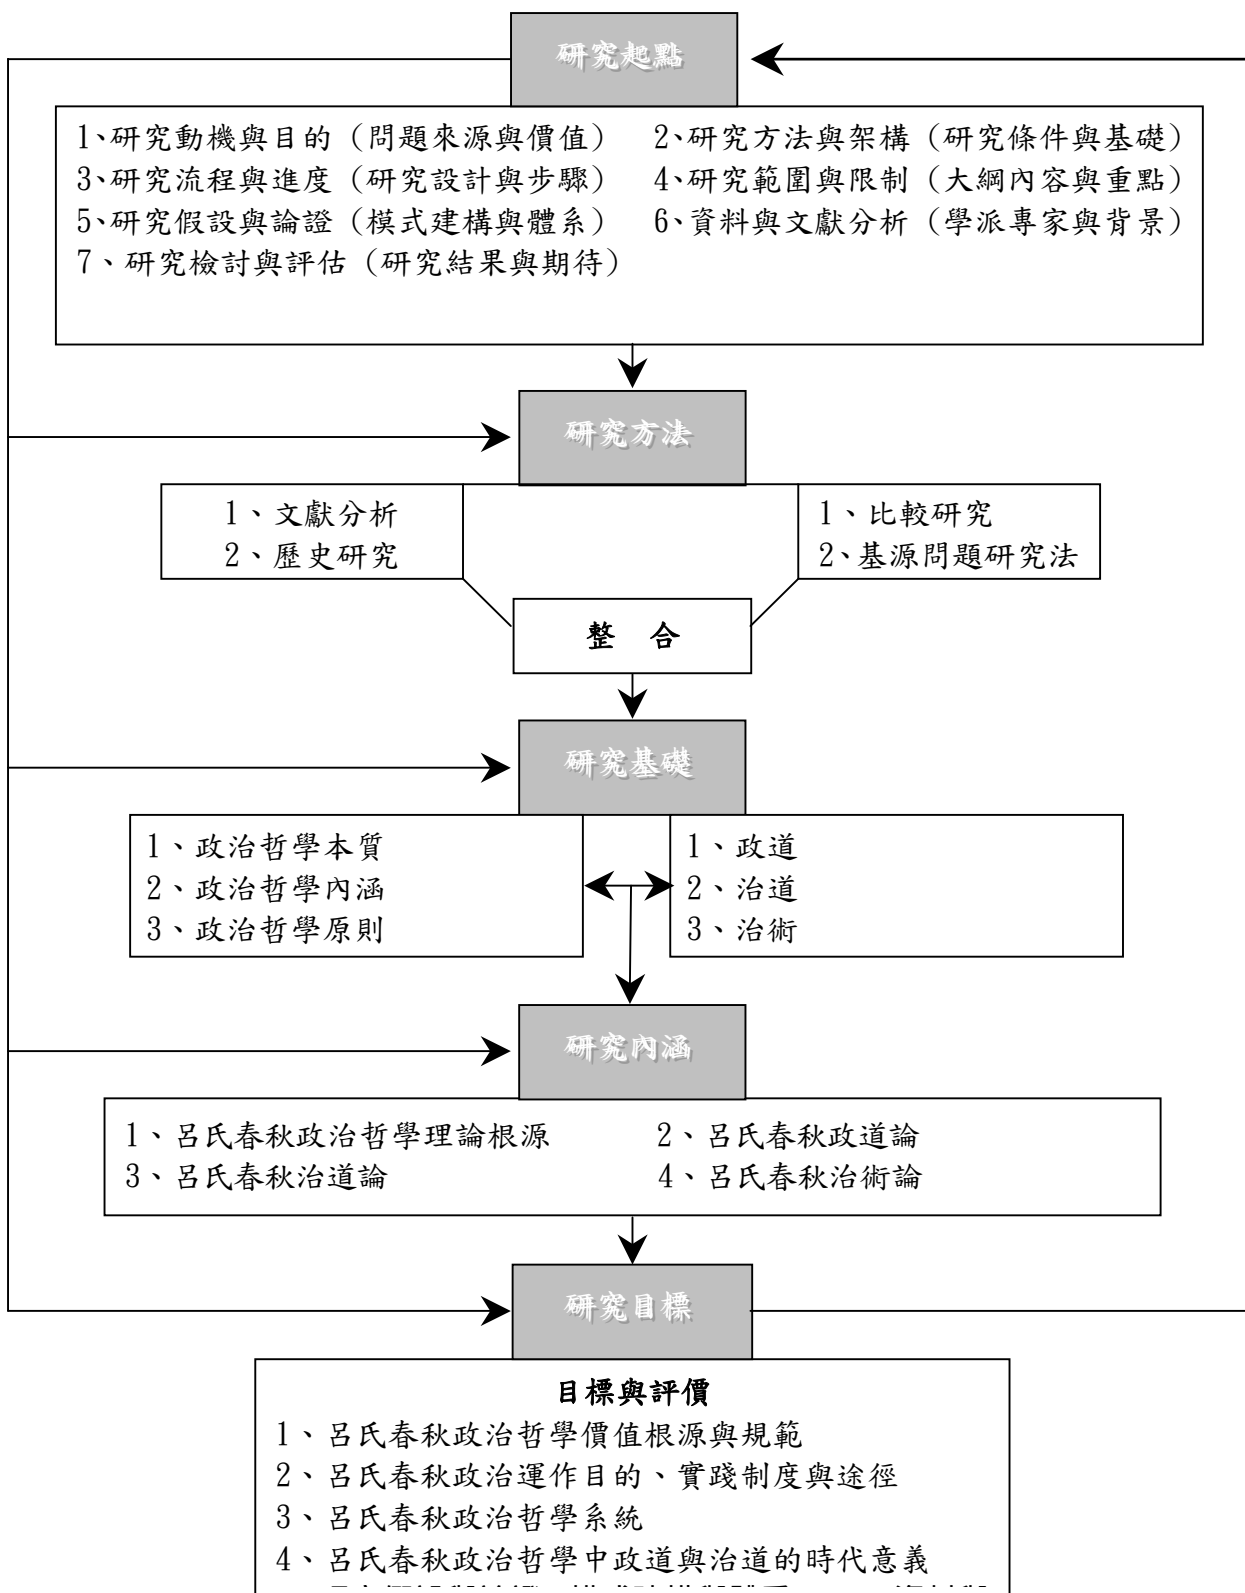 研究起點
1、研究動機與目的（問題來源與價值） 2、研究方法與架構（研究條件與基礎）
3、研究流程與進度（研究設計與步驟） 4、研究範圍與限制（大綱內容與重點）
5、研究假設與論證（模式建構與體系） 6、資料與文獻分析（學派專家與背景）
7、研究檢討與評估（研究結果與期待）
研究方法
1、文獻分析
2、歷史研究
1、比較研究
2、基源問題研究法
整 合
研究基礎
1、政治哲學本質
2、政治哲學內涵
3、政治哲學原則
1、政道
2、治道
3、治術
研究內涵
1、呂氏春秋政治哲學理論根源 2、呂氏春秋政道論
3、呂氏春秋治道論 4、呂氏春秋治術論
研究目標
目標與評價
1、呂氏春秋政治哲學價值根源與規範
2、呂氏春秋政治運作目的、實踐制度與途徑
3、呂氏春秋政治哲學系統
4、呂氏春秋政治哲學中政道與治道的時代意義